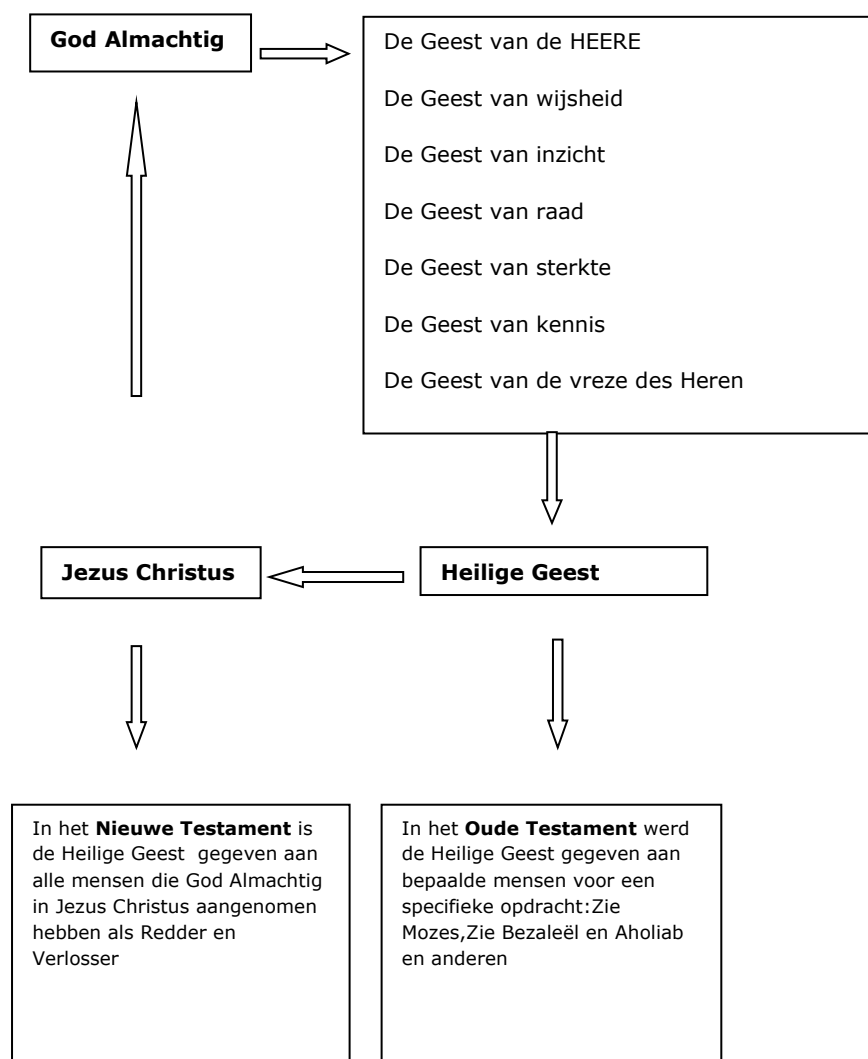 God Almachtig
De Geest van de HEERE
De Geest van wijsheid
De Geest van inzicht
De Geest van raad
De Geest van sterkte
De Geest van kennis
De Geest van de vreze des Heren
Jezus Christus
Heilige Geest
In het Nieuwe Testament is
de Heilige Geest gegeven aan
alle mensen die God Almachtig
in Jezus Christus aangenomen
hebben als Redder en
Verlosser
In het Oude Testament werd
de Heilige Geest gegeven aan
bepaalde mensen voor een
specifieke opdracht:Zie
Mozes,Zie Bezaleël en Aholiab
en anderen